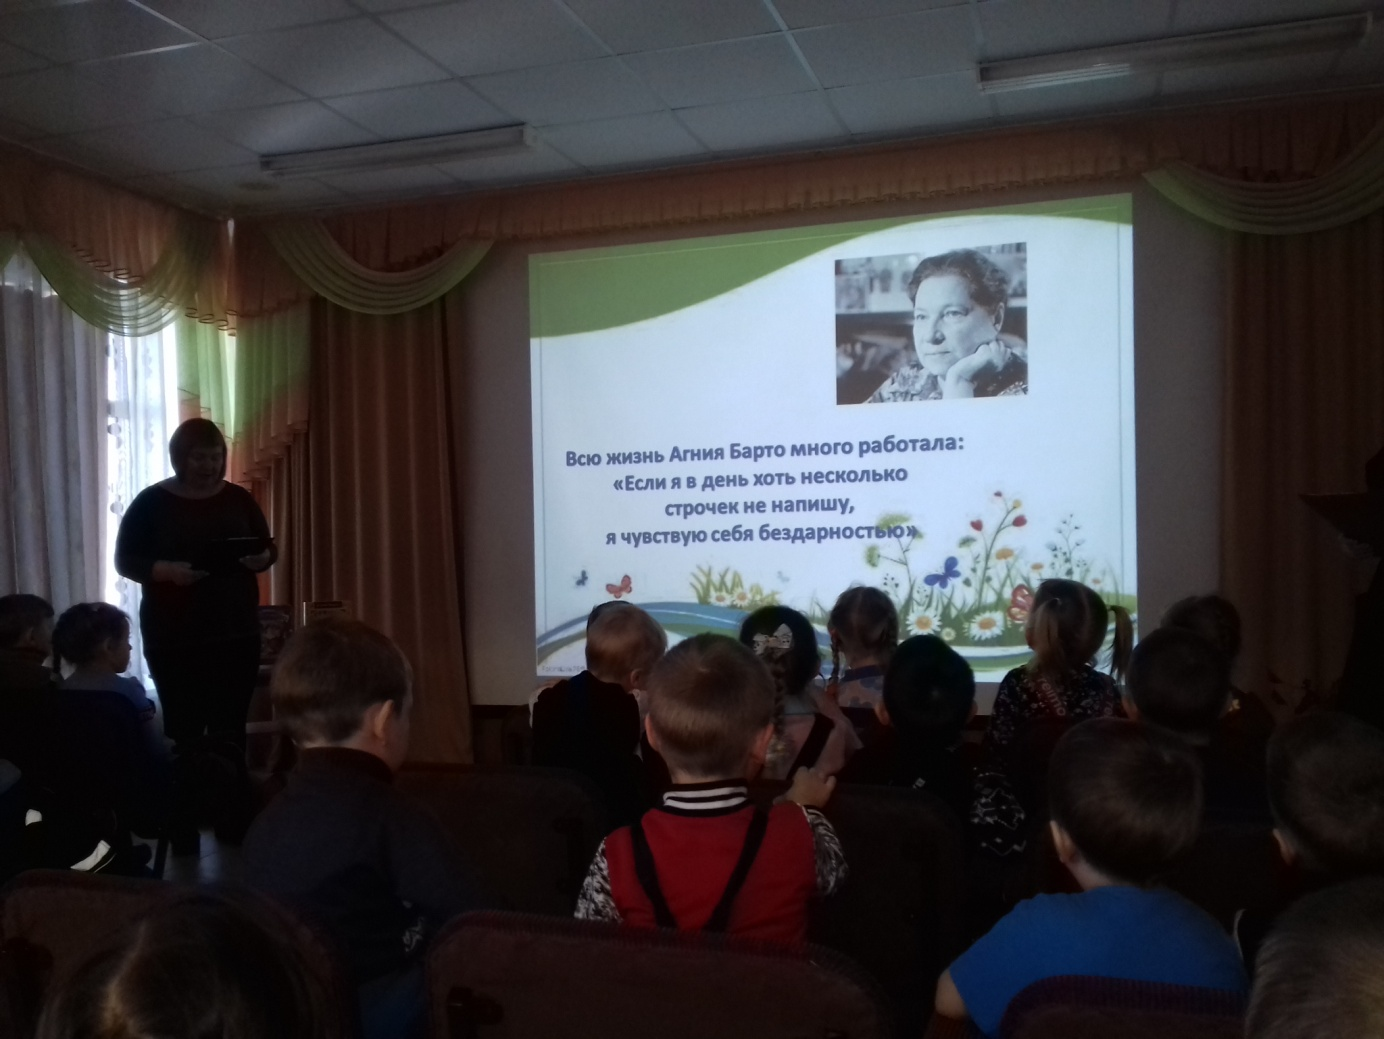 Всю жизнь Агния Барто много работала:
«Если я в день хоть несколько
строчек не напишу,
я чувствую себя бездарностью»